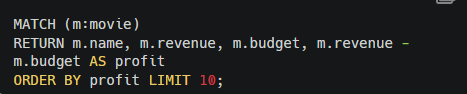 MATCH (m:movie)
RETURN m.name, m.revenue, m.budget, m.revenue -
m.budget AS profit
ORDER BY profit LIMIT 10;